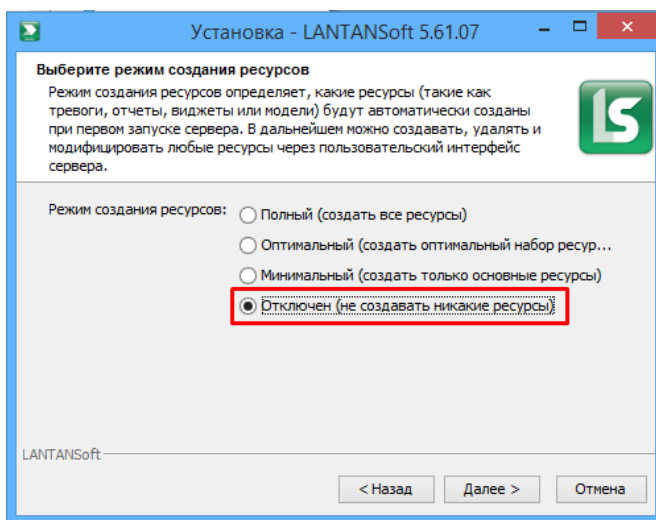 Установка - LANTANSoft 5.61.07
Выберите режим создания ресурсов
Режим создания ресурсов определяет, какие ресурсы (такие как
тревоги, отчеты, виджеты или модели) будут автоматически созданы
при первом запуске сервера. В дальнейшем можно создавать, удалять и
модифицировать любые ресурсы через пользовательский интерфейс
сервера.
LS
Режим создания ресурсов:
Полный (создать все ресурсы)
Оптимальный (создать оптимальный набор ресур...
Минимальный (создать только основные ресурсы)
Отключен (не создавать никакие ресурсы)
LANTANSoft
< Назад
Далее >
Отмена